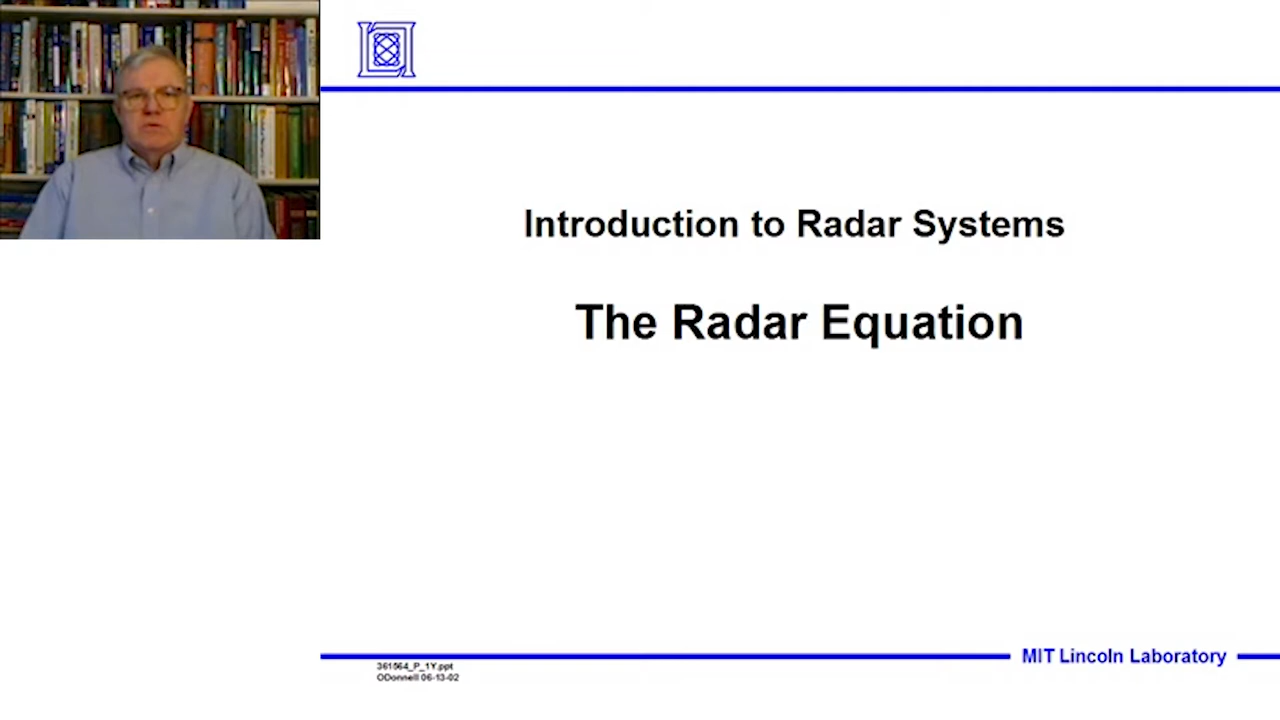 Introduction to Radar Systems
The Radar Equation
MIT Lincoln Laboratory
361564_P_1Y.ppt
ODonnell 06-13-02